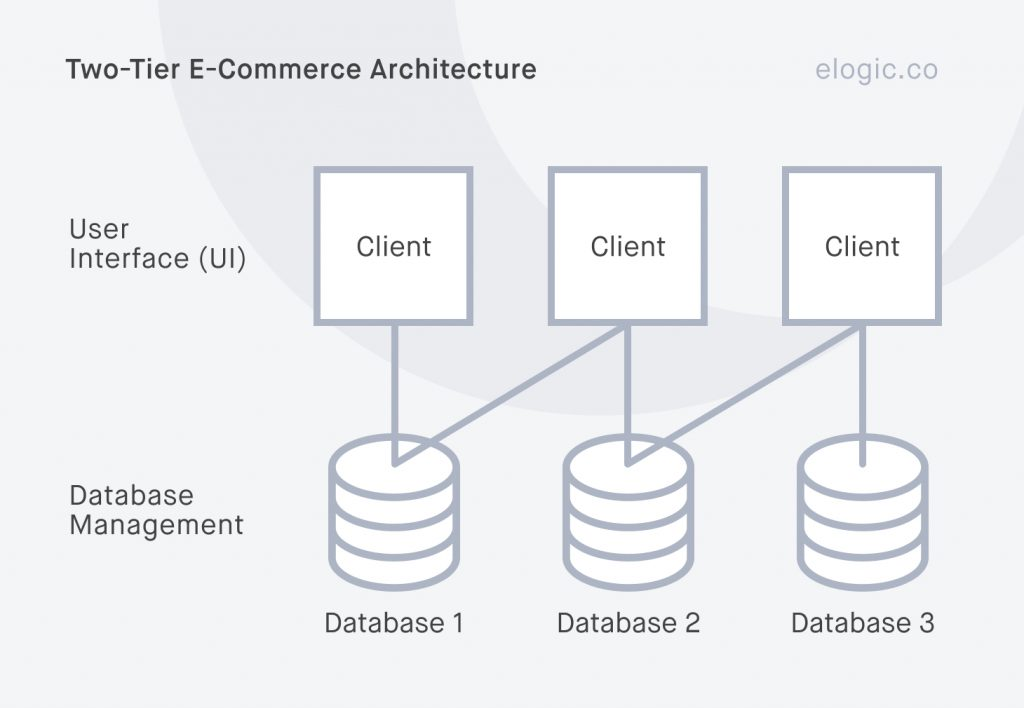 Two-Tier E-Commerce Architecture
elogic.co
User
Interface (UI)
Client
Client
Client
Database
Management
Database 1
Database 2
Database 3